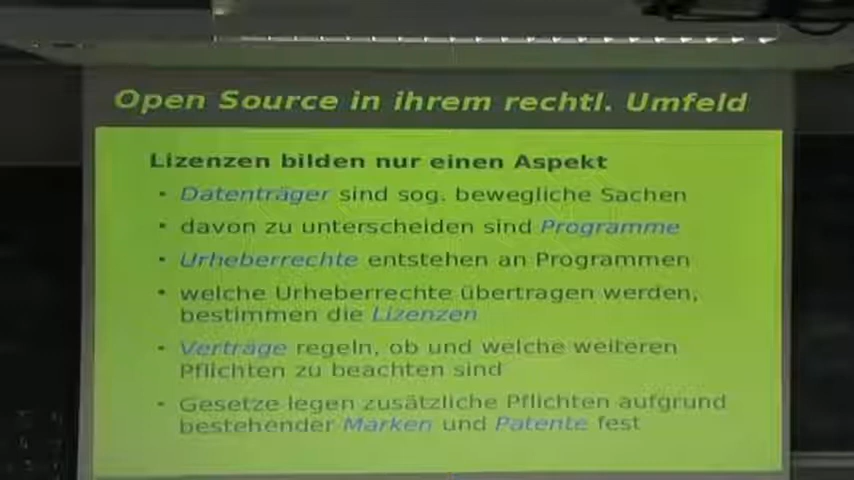 Open Source in ihrem rechtl. Umfeld
Lizenzen bilden nur einen Aspekt
• Datenträger sind sog. bewegliche Sachen
• davon zu unterscheiden sind Programme
• Urheberrechte entstehen an Programmen
• welche Urheberrechte übertragen werden,
bestimmen die Lizenzen
• Verträge regeln, ob und welche weiteren
Pflichten zu beachten sind
• Gesetze legen zusätzliche Pflichten aufgrund
bestehender Marken und Patente fest